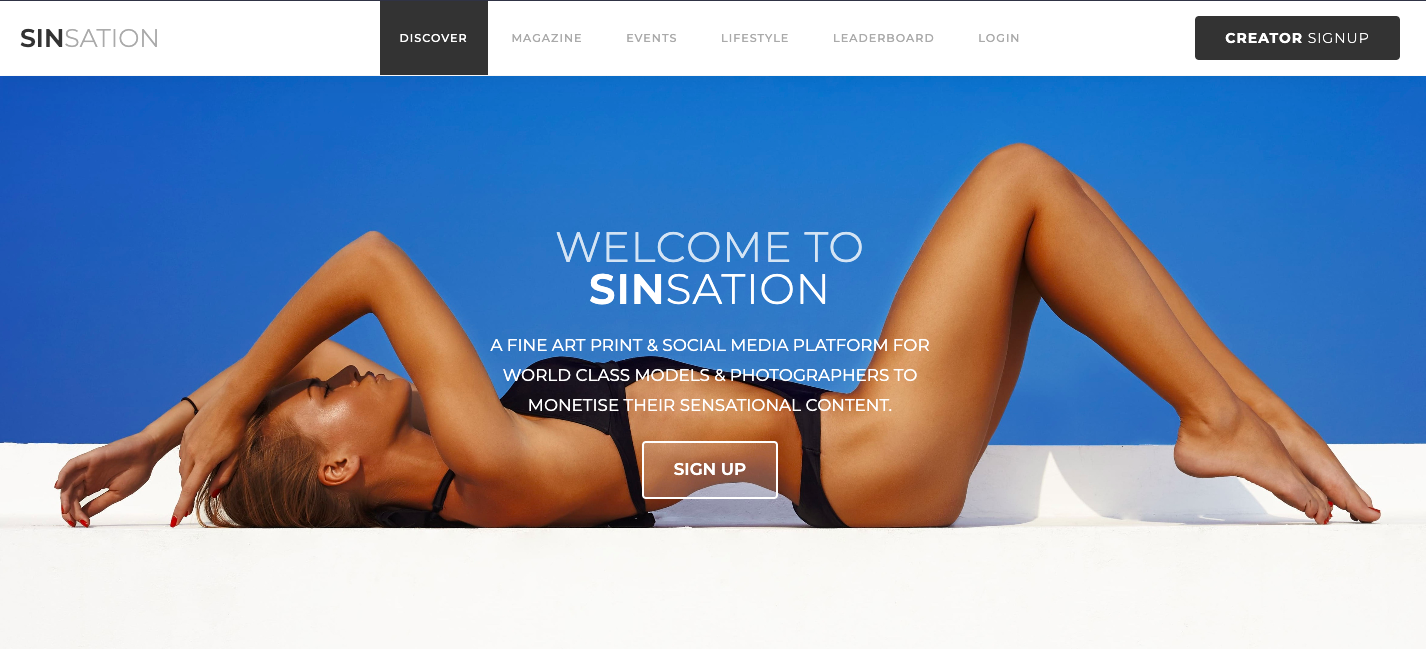 SINSATION
DISCOVER
MAGAZINE
EVENTS
LIFESTYLE
LEADERBOARD
LOGIN
CREATOR SIGNUP
WELCOME TO
SINSATION
A FINE ART PRINT & SOCIAL MEDIA PLATFORM FOR
WORLD CLASS MODELS & PHOTOGRAPHERS TO
MONETISE THEIR SENSATIONAL CONTENT.
SIGN UP